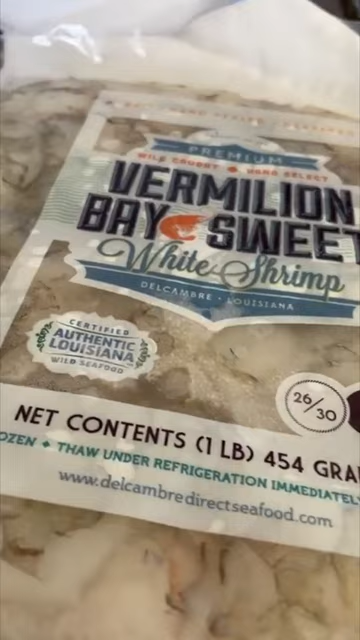 PREMIUM
WILD CAUGHT HAND SELECT
VERMILION
BAY SWEET
White Shrimp
DELCAMBRE • LOUISIANA
CERTIFIED
AUTHENTIC
LOUISIANA
WILD SEAFOOD
26/30
NET CONTENTS (1 LB) 454 GRA
OZEN ✦ THAW UNDER REFRIGERATION IMMEDIATEL
www.delcambredirectseafood.com